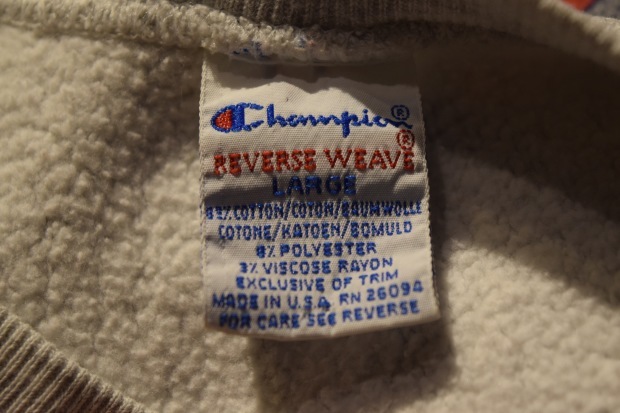 Champion®
REVERSE WEAVE®
LARGE
89% COTTON/COTON/BAUMWOLLE
COTONE/KATOEN/BOMULD
8% POLYESTER
3% VISCOSE RAYON
EXCLUSIVE OF TRIM
MADE IN U.S.A. RN 26094
FOR CARE SEE REVERSE